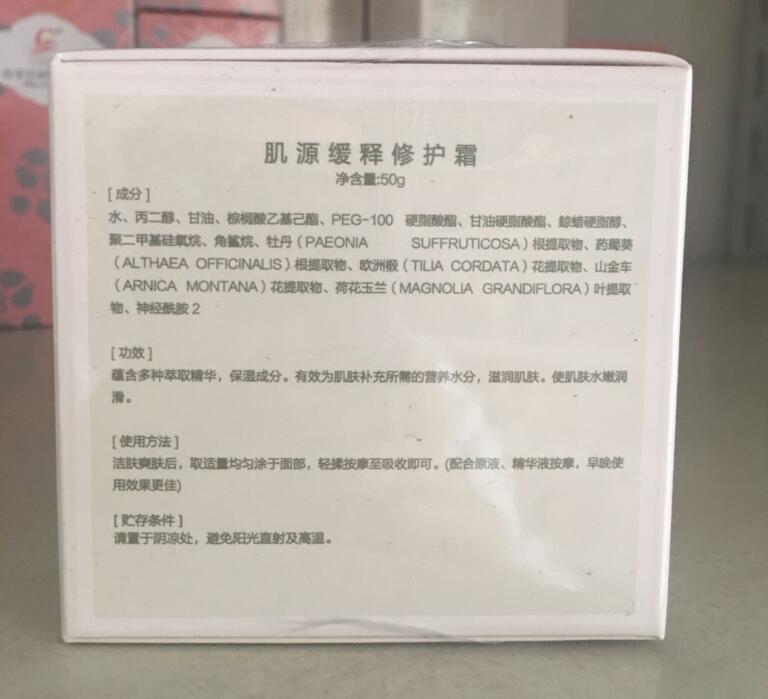 肌源缓释修护霜
净含量:50g
[成分]
水、丙二醇、甘油、棕榈酸乙基己酯、PEG-100 硬脂酸酯、甘油硬脂酸酯、鲸蜡硬脂醇、
聚二甲基硅氧烷、角鲨烷、牡丹(PAEONIA SUFFRUTICOSA)根提取物、药蜀葵
(ALTHAEA OFFICINALIS)根提取物、欧洲椴(TILIA CORDATA)花提取物、山金车
(ARNICA MONTANA)花提取物、荷花玉兰(MAGNOLIA GRANDIFLORA)叶提取
物、神经酰胺2
[功效]
蕴含多种萃取精华，保湿成分。有效为肌肤补充所需的营养水分，滋润肌肤。使肌肤水嫩润
滑。
[使用方法]
洁肤爽肤后，取适量均匀涂于面部，轻揉按摩至吸收即可。(配合原液、精华液按摩，早晚使
用效果更佳)
[贮存条件]
请置于阴凉处，避免阳光直射及高温。